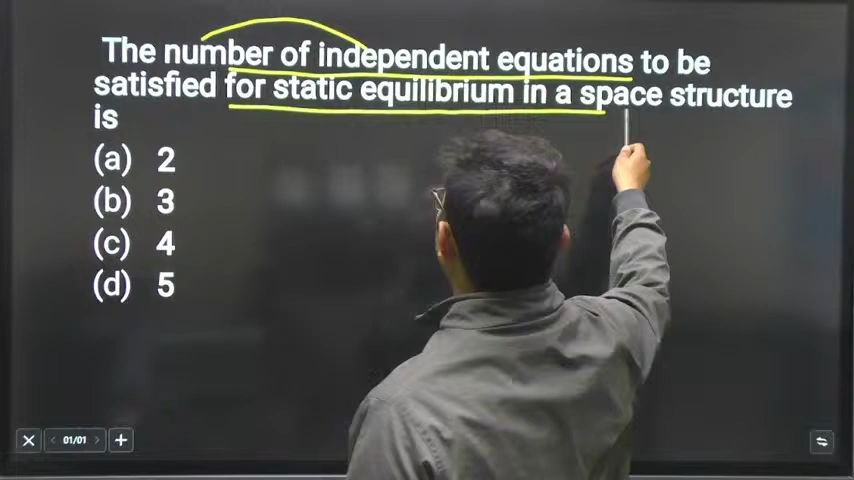 The number of independent equations to be
satisfied for static equilibrium in a space structure
is
(a) 2
(b) 3
(c) 4
(d) 5
01/01